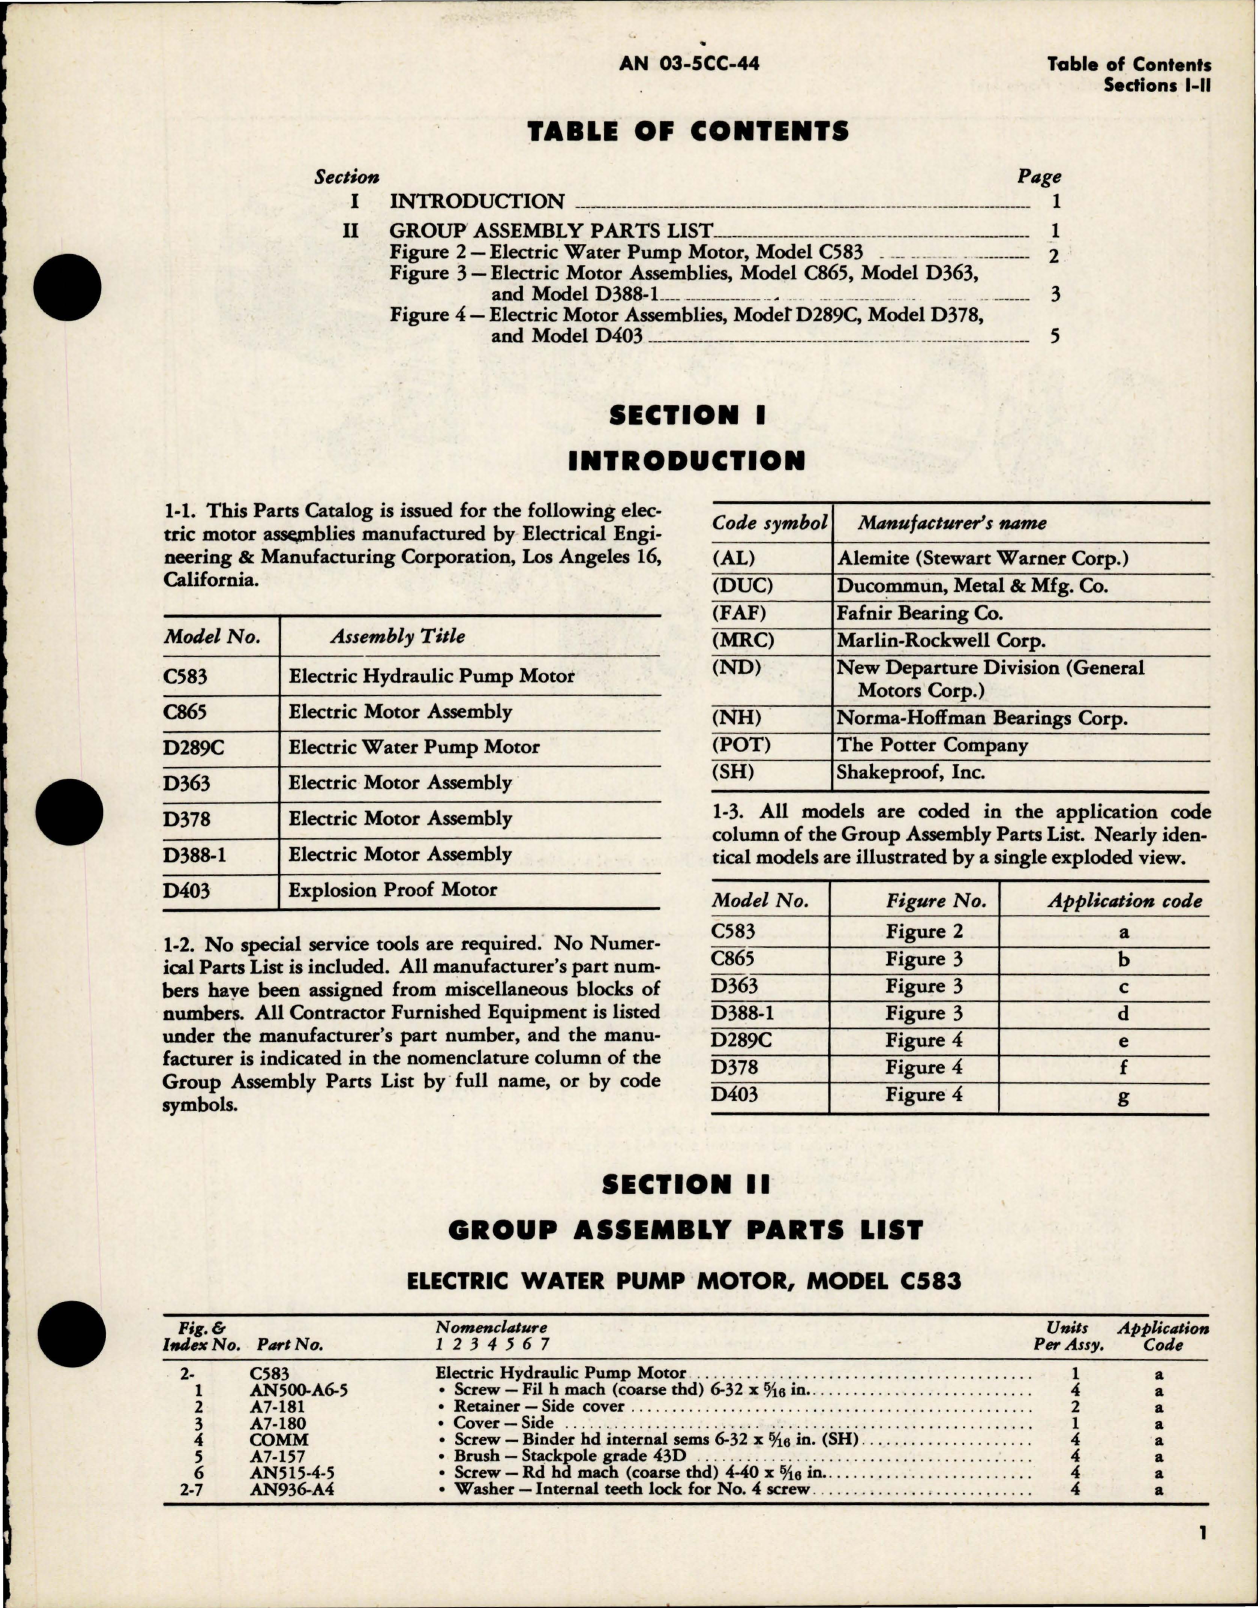 AN 03-5CC-44
Table of Contents
Sections I-II
TABLE OF CONTENTS
Section Page
I INTRODUCTION 1
II GROUP ASSEMBLY PARTS LIST 1
Figure 2 — Electric Water Pump Motor, Model C583 2
Figure 3 — Electric Motor Assemblies, Model C865, Model D363,
and Model D388-1 3
Figure 4 — Electric Motor Assemblies, Model D289C, Model D378,
and Model D403 5
SECTION I
INTRODUCTION
1-1. This Parts Catalog is issued for the following elec-
tric motor assemblies manufactured by Electrical Engi-
neering & Manufacturing Corporation, Los Angeles 16,
California.
Model No. Assembly Title
C583 Electric Hydraulic Pump Motor
C865 Electric Motor Assembly
D289C Electric Water Pump Motor
D363 Electric Motor Assembly
D378 Electric Motor Assembly
D388-1 Electric Motor Assembly
D403 Explosion Proof Motor
1-2. No special service tools are required. No Numer-
ical Parts List is included. All manufacturer's part num-
bers have been assigned from miscellaneous blocks of
numbers. All Contractor Furnished Equipment is listed
under the manufacturer's part number, and the manu-
facturer is indicated in the nomenclature column of the
Group Assembly Parts List by full name, or by code
symbols.
Code symbol Manufacturer's name
(AL) Alemite (Stewart Warner Corp.)
(DUC) Ducommun, Metal & Mfg. Co.
(FAF) Fafnir Bearing Co.
(MRC) Marlin-Rockwell Corp.
(ND) New Departure Division (General
Motors Corp.)
(NH) Norma-Hoffman Bearings Corp.
(POT) The Potter Company
(SH) Shakeproof, Inc.
1-3. All models are coded in the application code
column of the Group Assembly Parts List. Nearly iden-
tical models are illustrated by a single exploded view.
Model No. Figure No. Application code
C583 Figure 2 a
C865 Figure 3 b
D363 Figure 3 c
D388-1 Figure 3 d
D289C Figure 4 e
D378 Figure 4 f
D403 Figure 4 g
SECTION II
GROUP ASSEMBLY PARTS LIST
ELECTRIC WATER PUMP MOTOR, MODEL C583
Fig. & Nomenclature Units Application
Index No. Part No. 1 2 3 4 5 6 7 Per Assy. Code
2- C583 Electric Hydraulic Pump Motor 1 a
1 AN500-A6-5 • Screw — Fil h mach (coarse thd) 6-32 x 5/16 in. 4 a
2 A7-181 • Retainer — Side cover 2 a
3 A7-180 • Cover — Side 1 a
4 COMM • Screw — Binder hd internal sems 6-32 x 5/16 in. (SH) 4 a
5 A7-157 • Brush — Stackpole grade 43D 4 a
6 AN515-4-5 • Screw — Rd hd mach (coarse thd) 4-40 x 5/16 in. 4 a
2-7 AN936-A4 • Washer — Internal teeth lock for No. 4 screw 4 a
1